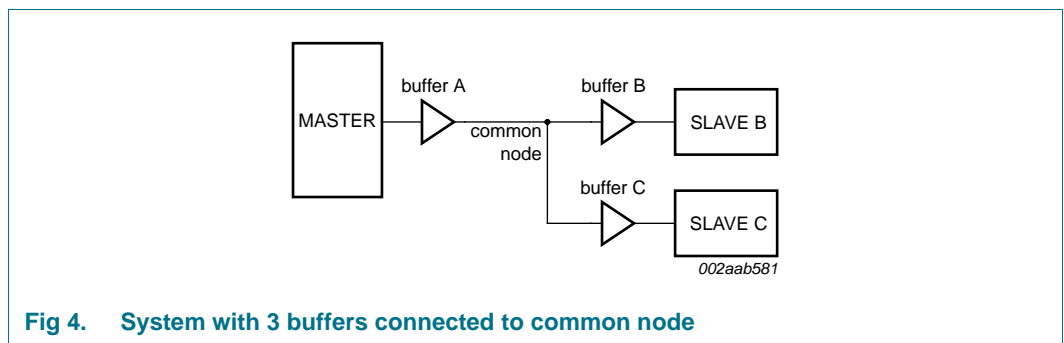 buffer A
buffer B
MASTER
SLAVE B
common
node
buffer C
SLAVE C
002aab581
Fig 4. System with 3 buffers connected to common node